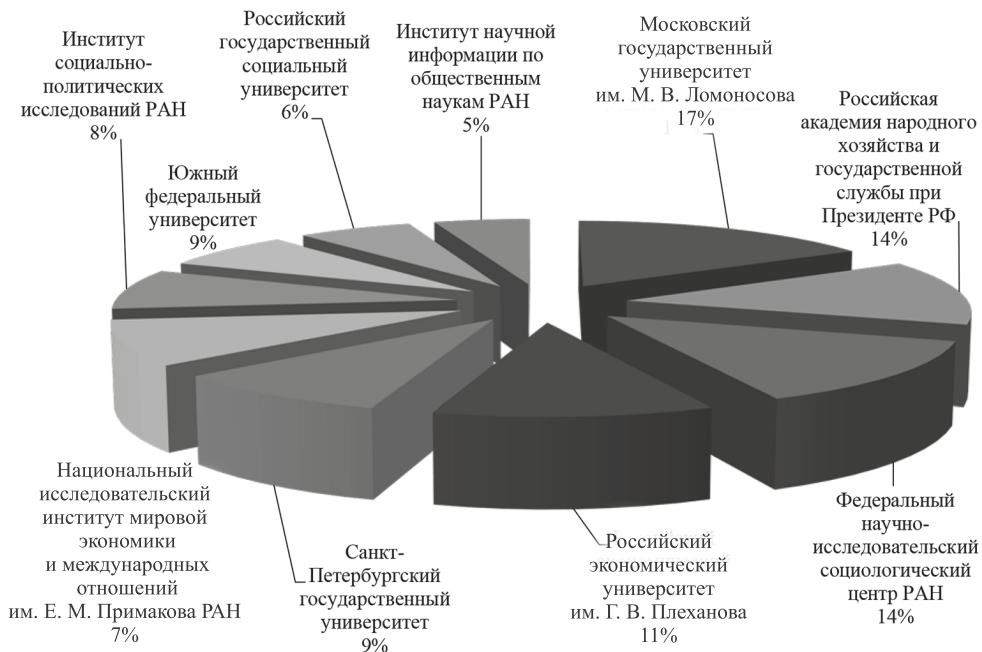 Институт
социально-
политических
исследований РАН
8%
Российский
государственный
социальный
университет
6%
Институт научной
информации по
общественным
наукам РАН
5%
Московский
государственный
университет
им. М. В. Ломоносова
17%
Российская
академия народного
хозяйства и
государственной
службы при
Президенте РФ
14%
Южный
федеральный
университет
9%
Национальный
исследовательский
институт мировой
экономики
и международных
отношений
им. Е. М. Примакова РАН
7%
Санкт-
Петербургский
государственный
университет
9%
Российский
экономический
университет
им. Г. В. Плеханова
11%
Федеральный
научно-
исследовательский
социологический
центр РАН
14%